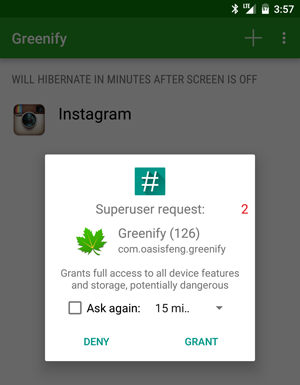 LTE 3:57
Greenify
WILL HIBERNATE IN MINUTES AFTER SCREEN IS OFF
Instagram
#
Superuser request: 2
Greenify (126)
com.oasisfeng.greenify
Grants full access to all device features
and storage, potentially dangerous
Ask again: 15 mi..
DENY GRANT